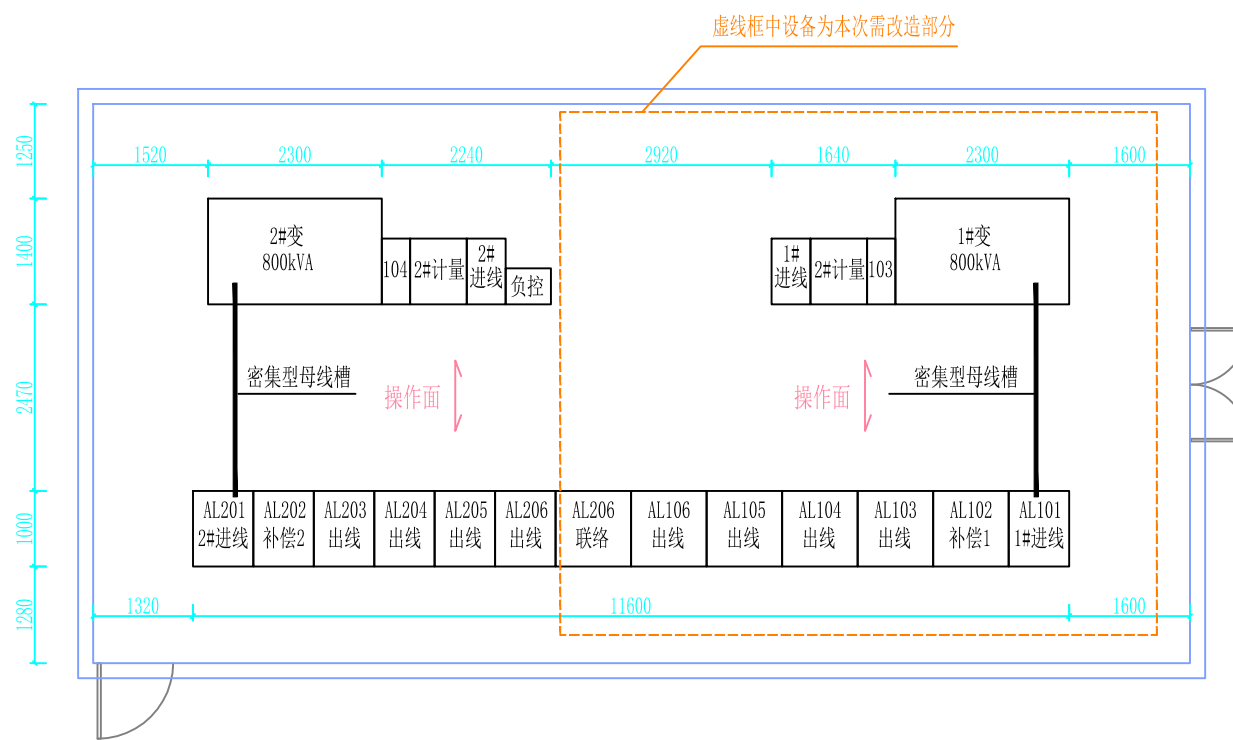 虚线框中设备为本次需改造部分
1520
2300
2240
2920
1640
2300
1600
1250
1400
2470
1000
1280
2#变
800kVA
104
2#计量
2#
进线
负控
1#
进线
2#计量
103
1#变
800kVA
密集型母线槽
操作面
操作面
密集型母线槽
AL201
2#进线
AL202
补偿2
AL203
出线
AL204
出线
AL205
出线
AL206
出线
AL206
联络
AL106
出线
AL105
出线
AL104
出线
AL103
出线
AL102
补偿1
AL101
1#进线
1320
11600
1600